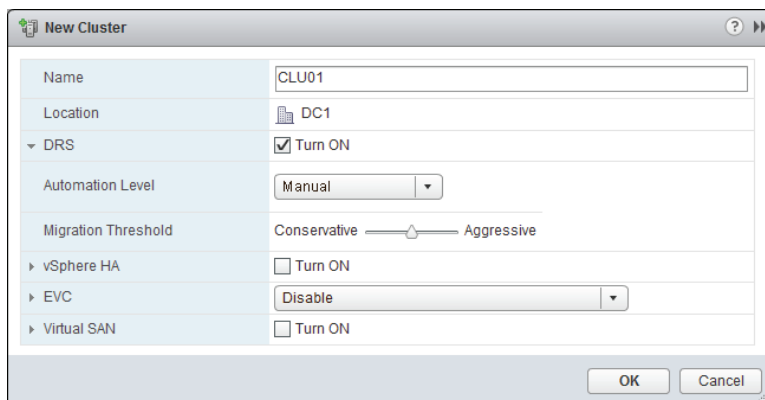 New Cluster ?
Name CLU01
Location DC1
DRS Turn ON
Automation Level Manual
Migration Threshold Conservative Aggressive
vSphere HA Turn ON
EVC Disable
Virtual SAN Turn ON
OK Cancel